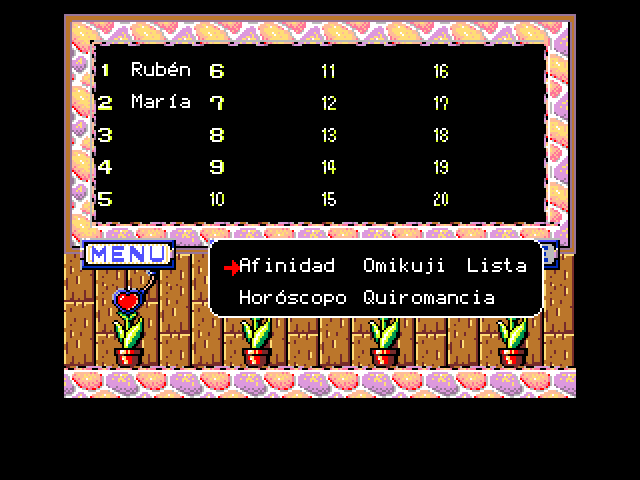 1 Rubén 6 11 16
2 María 7 12 17
3 8 13 18
4 9 14 19
5 10 15 20
MENU
Afinidad Omikuji Lista
Horóscopo Quiromancia